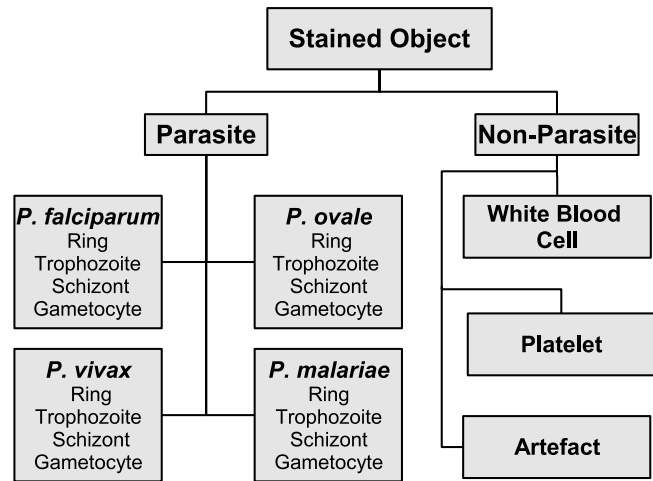 Stained Object
Parasite
Non-Parasite
P. falciparum
Ring
Trophozoite
Schizont
Gametocyte
P. ovale
Ring
Trophozoite
Schizont
Gametocyte
P. vivax
Ring
Trophozoite
Schizont
Gametocyte
P. malariae
Ring
Trophozoite
Schizont
Gametocyte
White Blood
Cell
Platelet
Artefact